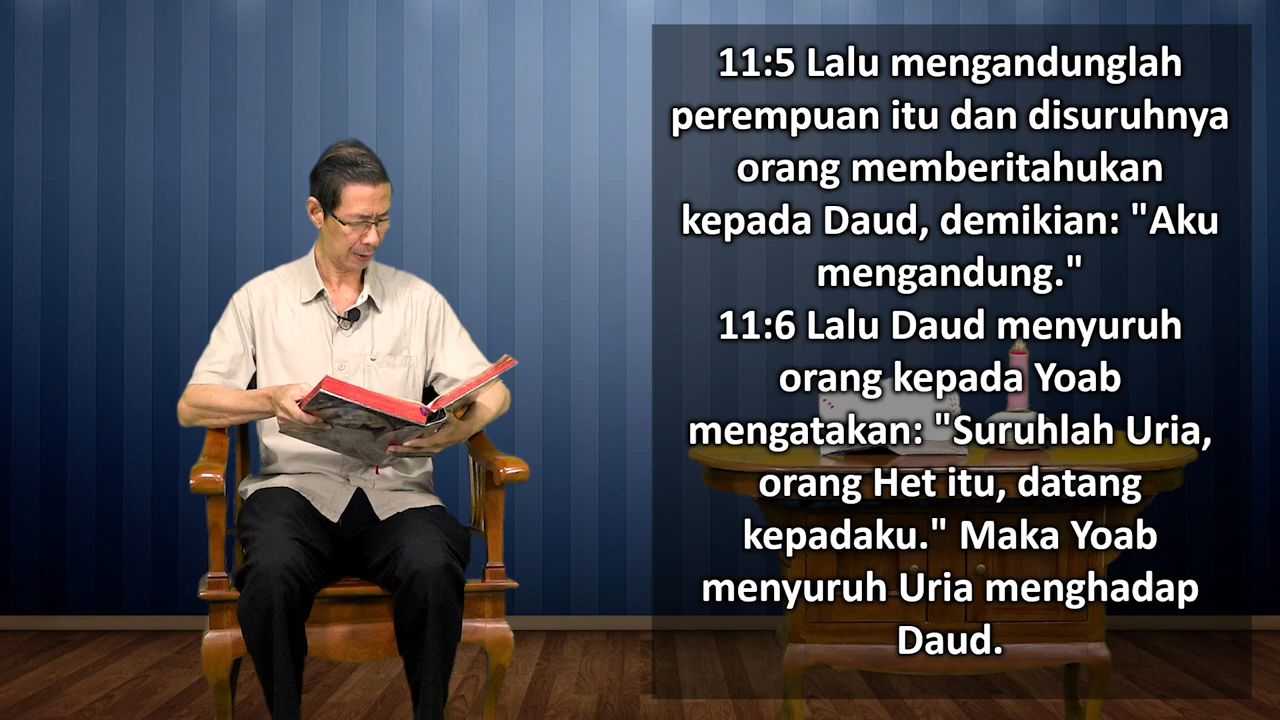 11:5 Lalu mengandunglah
perempuan itu dan disuruhnya
orang memberitahukan
kepada Daud, demikian: "Aku
mengandung."
11:6 Lalu Daud menyuruh
orang kepada Yoab
mengatakan: "Suruhlah Uria,
orang Het itu, datang
kepadaku." Maka Yoab
menyuruh Uria menghadap
Daud.